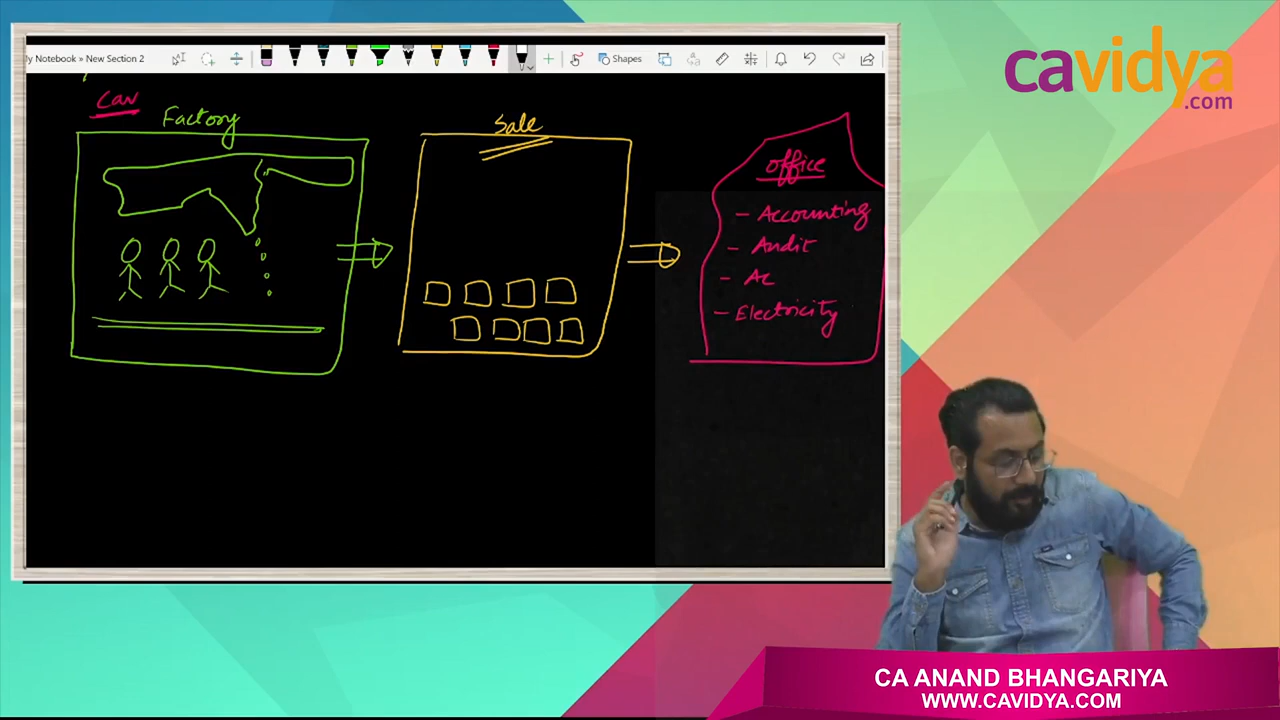 My Notebook » New Section 2
Shapes
cavidya
.com
Car
Factory
Sale
office
- Accounting
- Audit
- Ac
- Electricity
CA ANAND BHANGARIYA
WWW.CAVIDYA.COM